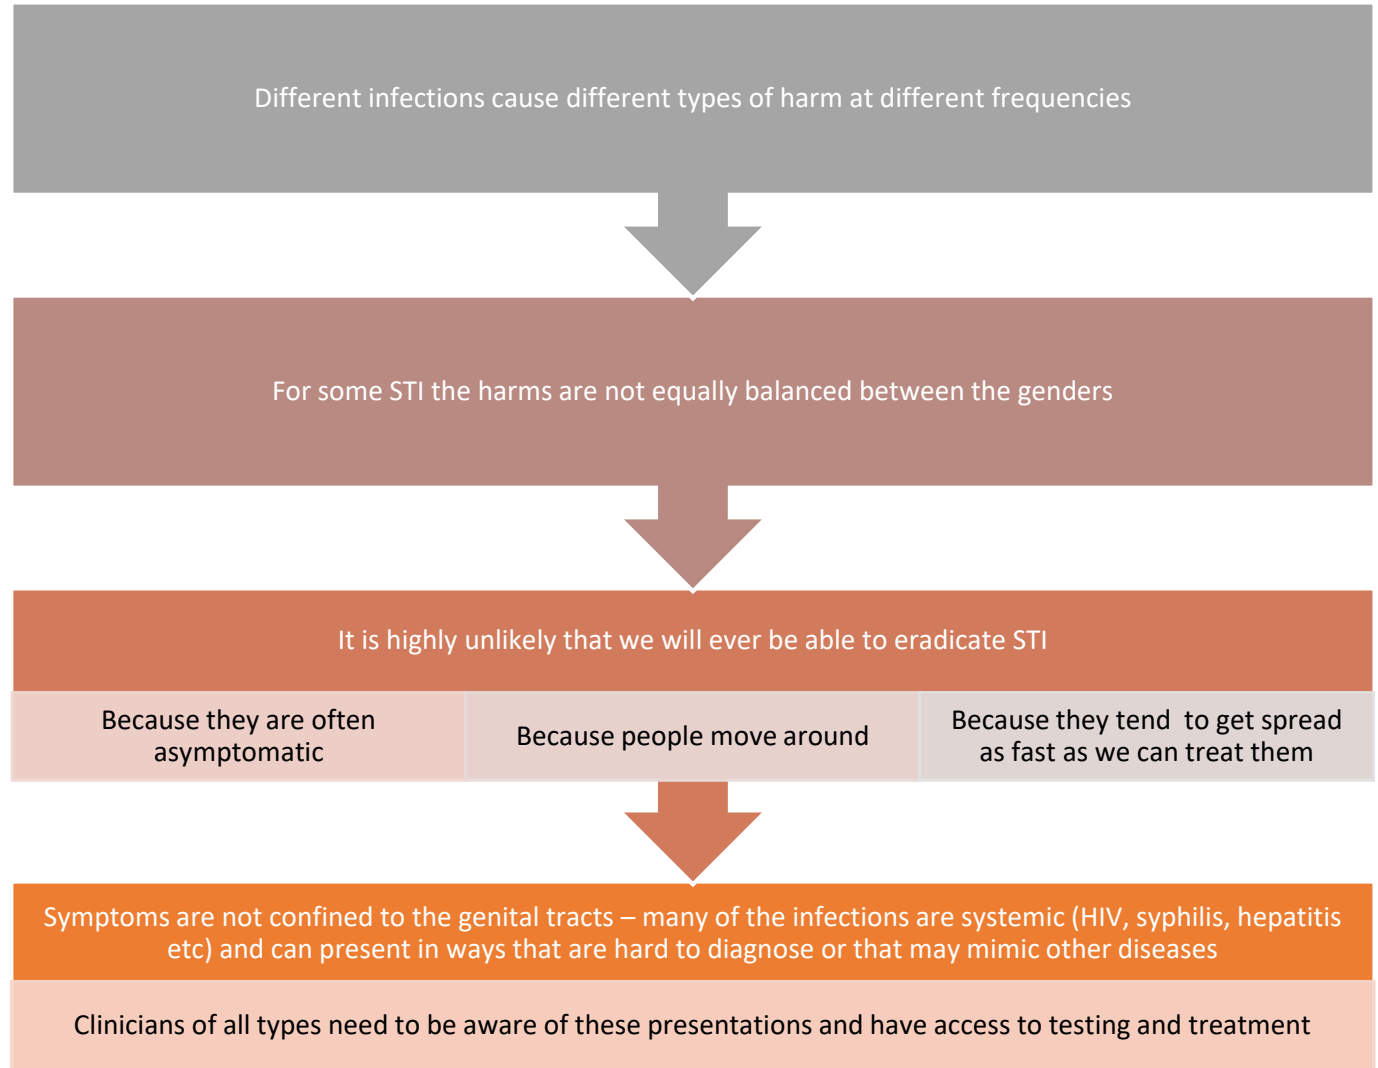 Different infections cause different types of harm at different frequencies
For some STI the harms are not equally balanced between the genders
It is highly unlikely that we will ever be able to eradicate STI
Because they are often
asymptomatic
Because people move around
Because they tend  to get spread
as fast as we can treat them
Symptoms are not confined to the genital tracts – many of the infections are systemic (HIV, syphilis, hepatitis
etc) and can present in ways that are hard to diagnose or that may mimic other diseases
Clinicians of all types need to be aware of these presentations and have access to testing and treatment